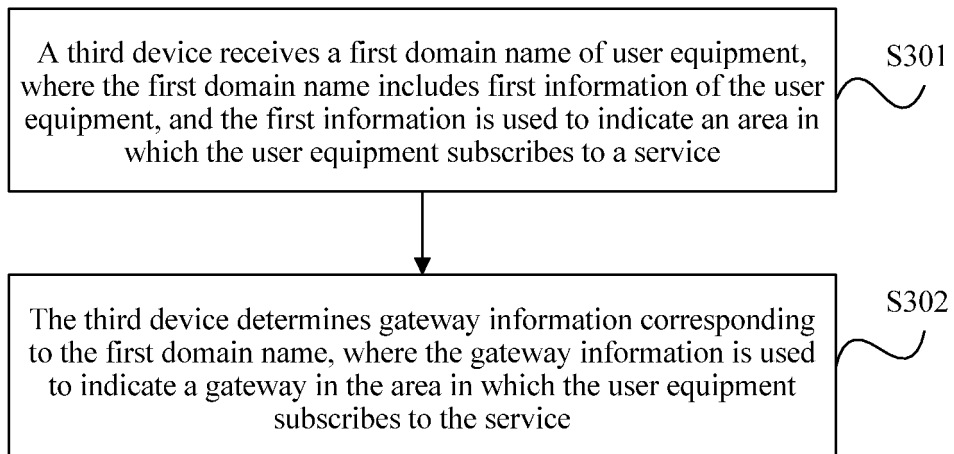 A third device receives a first domain name of user equipment,
where the first domain name includes first information of the user
equipment, and the first information is used to indicate an area in
which the user equipment subscribes to a service
S301
The third device determines gateway information corresponding
to the first domain name, where the gateway information is used
to indicate a gateway in the area in which the user equipment
subscribes to the service
S302